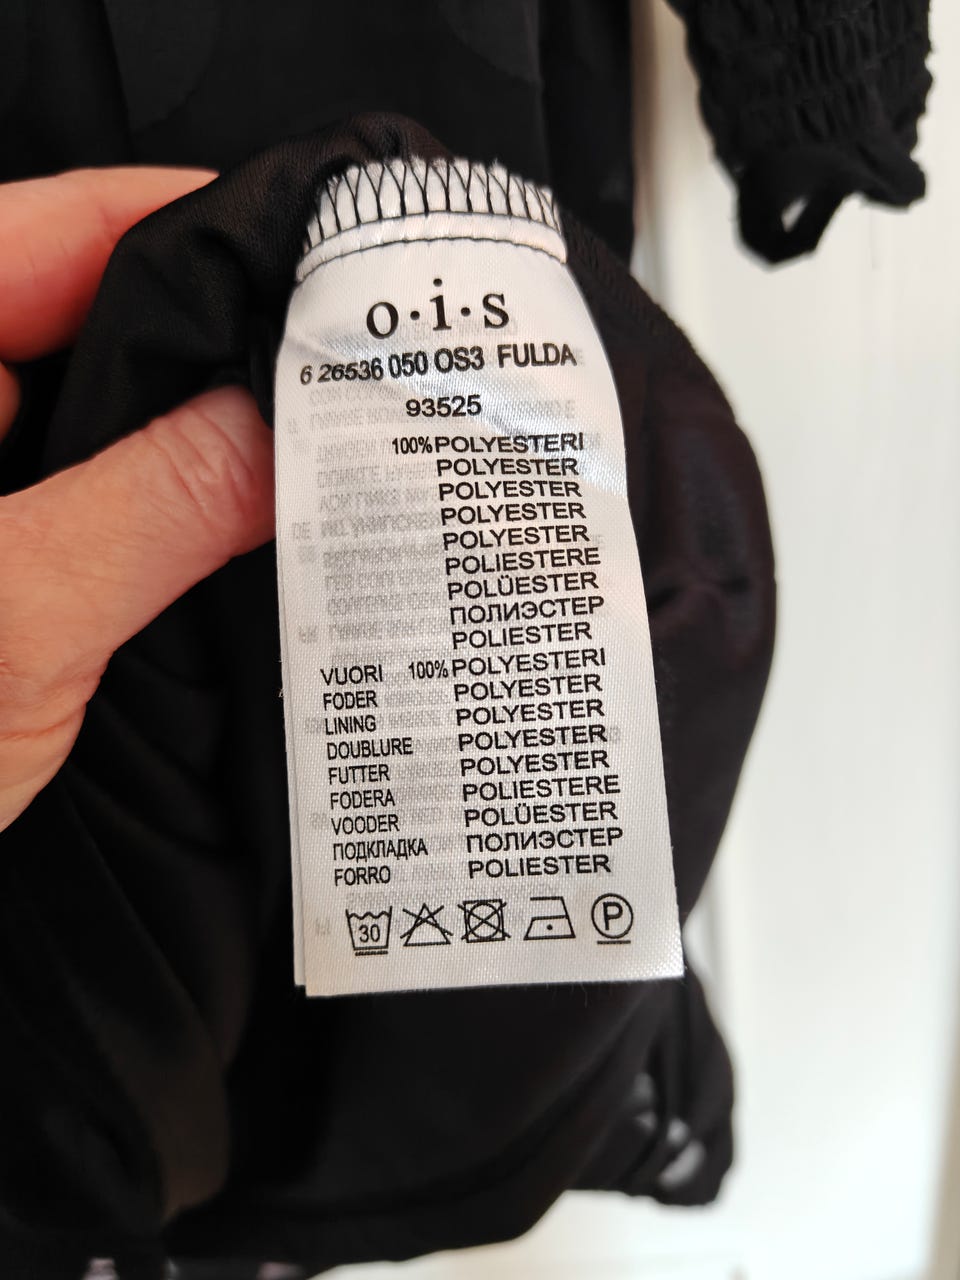 o·i·s
6 26536 050 OS3 FULDA
93525
100% POLYESTERI
POLYESTER
POLYESTER
POLYESTER
POLYESTER
POLIESTERE
POLÜESTER
ПОЛИЭСТЕР
POLIESTER
VUORI 100% POLYESTERI
FODER POLYESTER
LINING POLYESTER
DOUBLURE POLYESTER
FUTTER POLYESTER
FODERA POLIESTERE
VOODER POLÜESTER
ПОДКЛАДКА ПОЛИЭСТЕР
FORRO POLIESTER
30 P